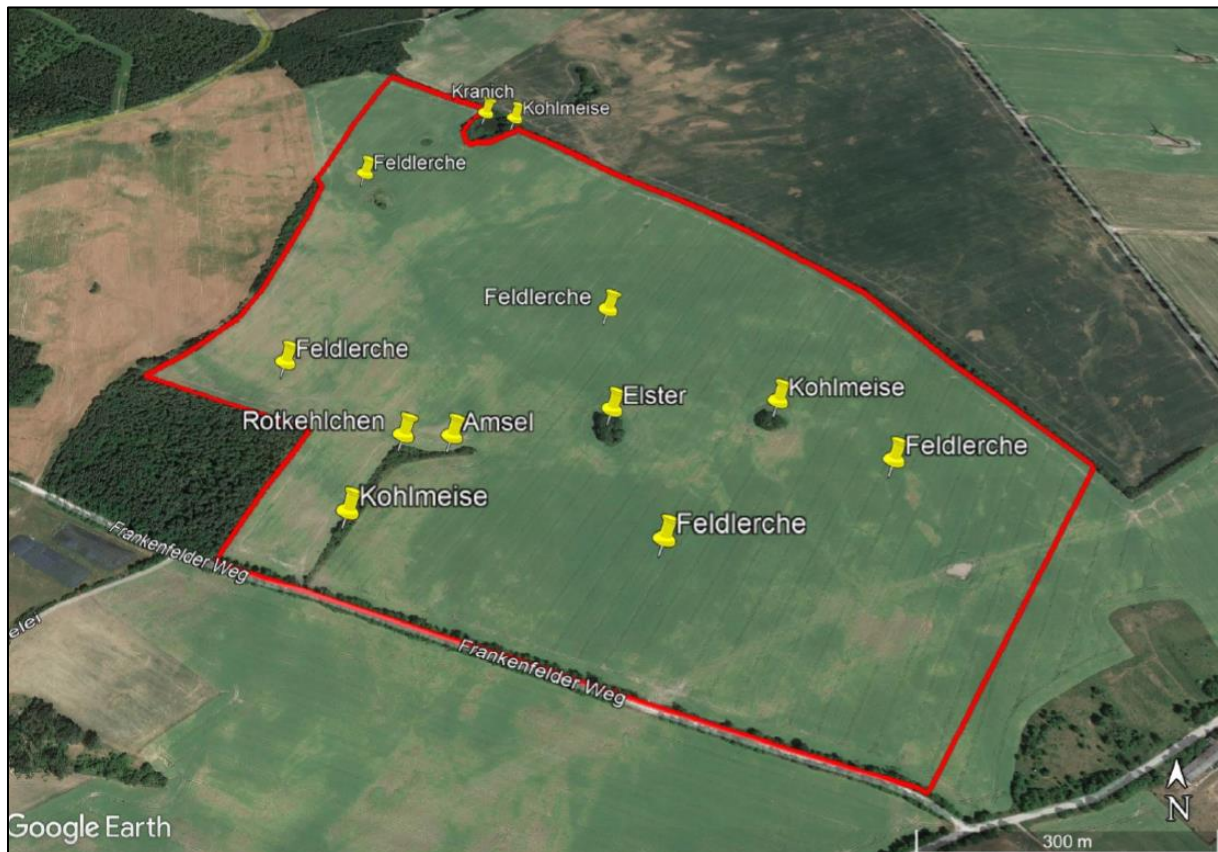 Kranich
Kohlmeise
Feldlerche
Feldlerche
Feldlerche
Elster
Kohlmeise
Rotkehlchen
Amsel
Feldlerche
Kohlmeise
Feldlerche
Frankenfelder Weg
elei
Frankenfelder Weg
N
Google Earth
300 m